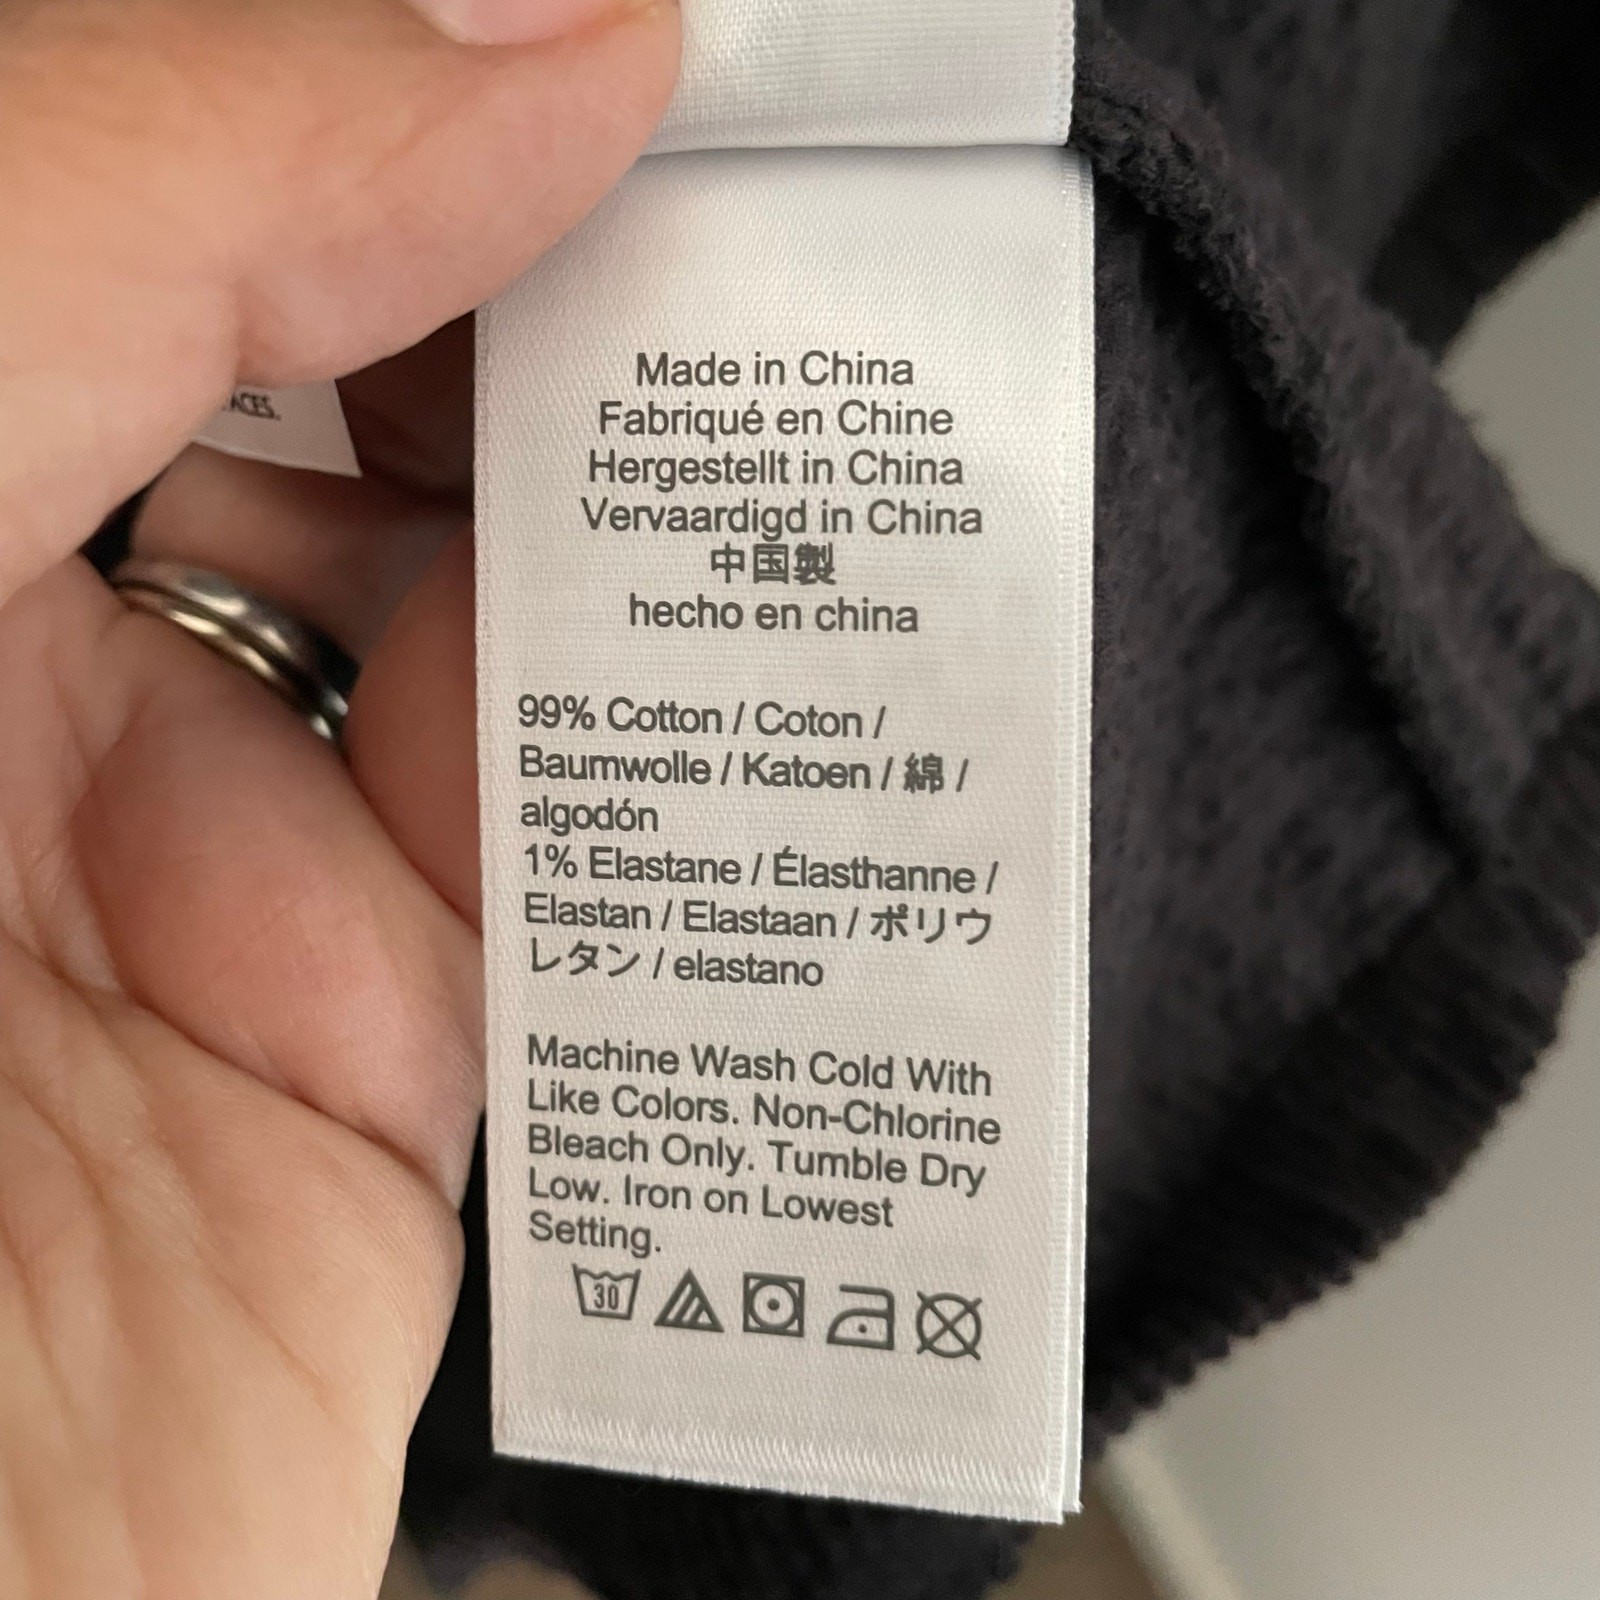 ACES.
Made in China
Fabriqué en Chine
Hergestellt in China
Vervaardigd in China
中国製
hecho en china
99% Cotton / Coton /
Baumwolle / Katoen / 綿 /
algodón
1% Elastane / Élasthanne /
Elastan / Elastaan / ポリウ
レタン / elastano
Machine Wash Cold With
Like Colors. Non-Chlorine
Bleach Only. Tumble Dry
Low. Iron on Lowest
Setting.
30